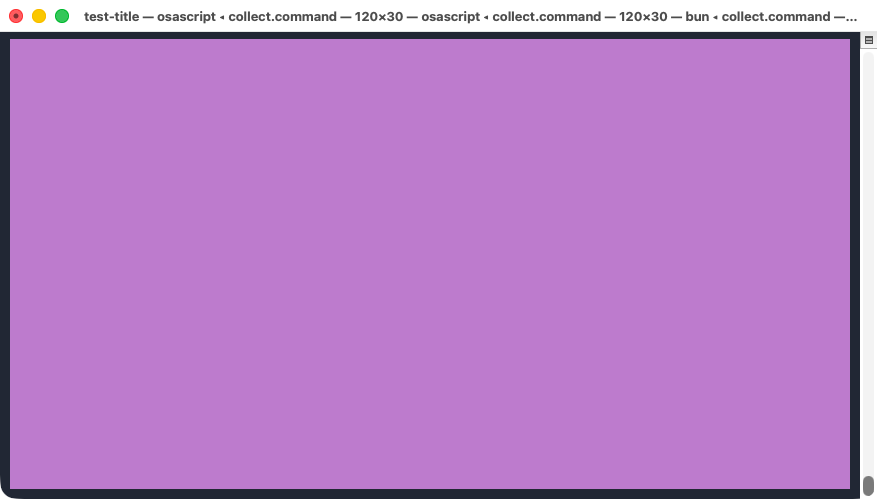 test-title — osascript ◂ collect.command — 120×30 — osascript ◂ collect.command — 120×30 — bun ◂ collect.command —...